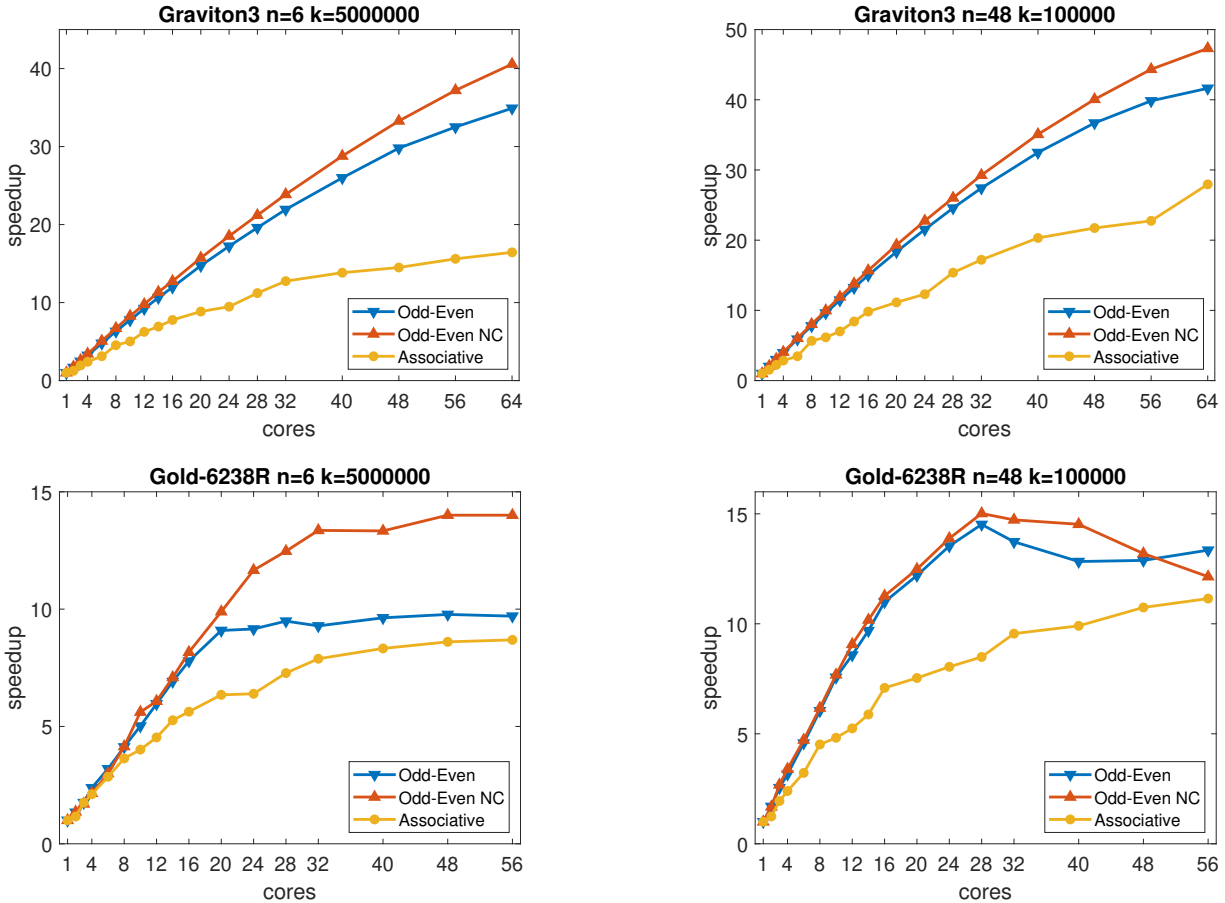 Graviton3 n=6 k=5000000
speedup
40
30
20
10
0
Odd-Even
Odd-Even NC
Associative
1 4 8 12 16 20 24 28 32 40 48 56 64
cores
Graviton3 n=48 k=100000
speedup
50
40
30
20
10
0
Odd-Even
Odd-Even NC
Associative
1 4 8 12 16 20 24 28 32 40 48 56 64
cores
Gold-6238R n=6 k=5000000
speedup
15
10
5
0
Odd-Even
Odd-Even NC
Associative
1 4 8 12 16 20 24 28 32 40 48 56
cores
Gold-6238R n=48 k=100000
speedup
15
10
5
0
Odd-Even
Odd-Even NC
Associative
1 4 8 12 16 20 24 28 32 40 48 56
cores